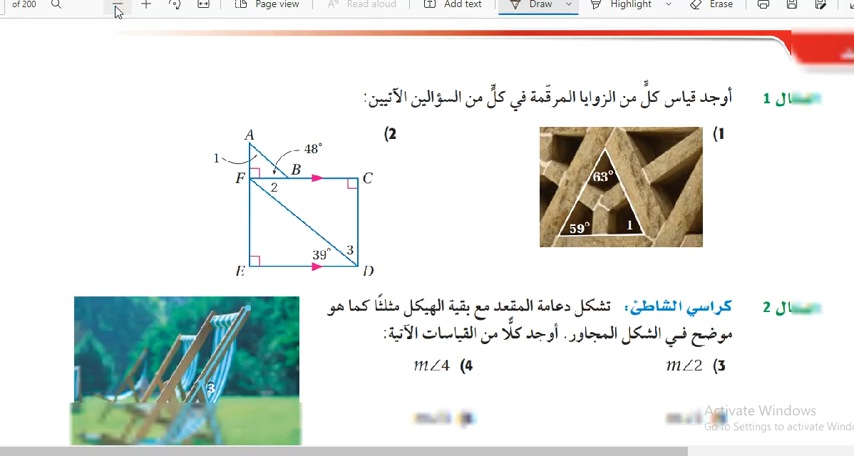 of 200
Page view
Read aloud
Add text
Draw
Highlight
Erase
أوجد قياس كلٍّ من الزوايا المرقّمة في كلٍّ من السؤالين الآتيين:
1
(1
63°
59°
1
(2
A
1
48°
B
F
2
C
39°
3
E
D
2
كراسي الشاطئ: تشكل دعامة المقعد مع بقية الهيكل مثلثًا كما هو
موضح في الشكل المجاور. أوجد كلًّا من القياسات الآتية:
(3 m∠2
(4 m∠4
3
Activate Windows
Go to Settings to activate Wind